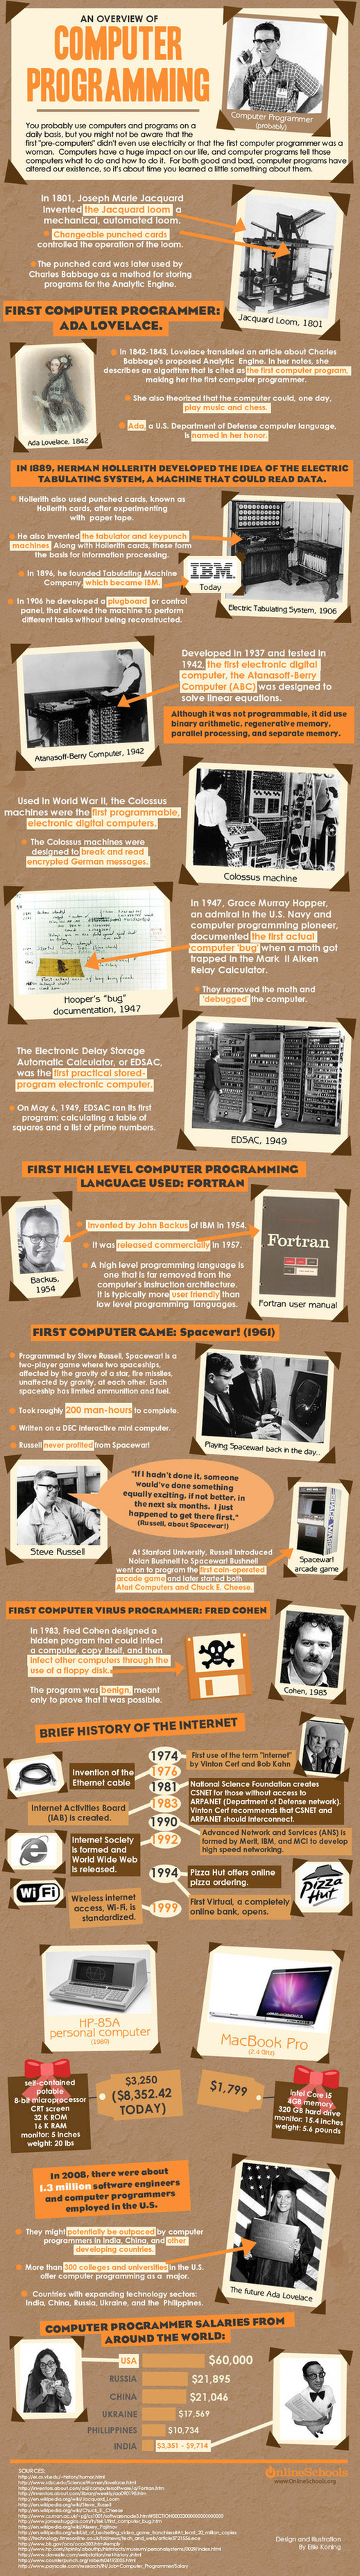 AN OVERVIEW OF
COMPUTER
PROGRAMMING
Computer Programmer
(probably)
You probably use computers and programs on a
daily basis, but you might not be aware that the
first "pre-computers" didn't even use electricity or that the first computer programmer was a
woman. Computers have a huge impact on our life, and computer programs tell those
computers what to do and how to do it. For both good and bad, computer programs have
altered our existence, so it's about time you learned a little something about them.
In 1801, Joseph Marie Jacquard
invented the Jacquard loom, a
mechanical, automated loom.
Changeable punched cards
controlled the operation of the loom.
The punched card was later used by
Charles Babbage as a method for storing
programs for the Analytic Engine.
Jacquard Loom, 1801
FIRST COMPUTER PROGRAMMER:
ADA LOVELACE.
Ada Lovelace, 1842
In 1842-1843, Lovelace translated an article about Charles
Babbage's proposed Analytic Engine. In her notes, she
describes an algorithm that is cited as the first computer program,
making her the first computer programmer.
She also theorized that the computer could, one day,
play music and chess.
Ada, a U.S. Department of Defense computer language,
is named in her honor.
IN 1889, HERMAN HOLLERITH DEVELOPED THE IDEA OF THE ELECTRIC
TABULATING SYSTEM, A MACHINE THAT COULD READ DATA.
Hollerith also used punched cards, known as
Hollerith cards, after experimenting
with paper tape.
He also invented the tabulator and keypunch
machines. Along with Hollerith cards, these form
the basis for information processing.
In 1896, he founded Tabulating Machine
Company, which became IBM.
IBM
Today
In 1906 he developed a plugboard or control
panel, that allowed the machine to perform
different tasks without being reconstructed.
Electric Tabulating System, 1906
Atanasoff-Berry Computer, 1942
Developed in 1937 and tested in
1942, the first electronic digital
computer, the Atanasoff-Berry
Computer (ABC) was designed to
solve linear equations.
Although it was not programmable, it did use
binary arithmetic, regenerative memory,
parallel processing, and separate memory.
Used in World War II, the Colossus
machines were the first programmable,
electronic digital computers.
The Colossus machines were
designed to break and read
encrypted German messages.
Colossus machine
Hooper's "bug"
documentation, 1947
In 1947, Grace Murray Hopper,
an admiral in the U.S. Navy and
computer programming pioneer,
documented the first actual
computer "bug" when a moth got
trapped in the Mark II Aiken
Relay Calculator.
They removed the moth and
"debugged" the computer.
The Electronic Delay Storage
Automatic Calculator, or EDSAC,
was the first practical stored-
program electronic computer.
On May 6, 1949, EDSAC ran its first
program: calculating a table of
squares and a list of prime numbers.
EDSAC, 1949
FIRST HIGH LEVEL COMPUTER PROGRAMMING
LANGUAGE USED: FORTRAN
Backus,
1954
Invented by John Backus of IBM in 1954.
It was released commercially in 1957.
A high level programming language is
one that is far removed from the
computer's instruction architecture.
It is typically more user friendly than
low level programming languages.
Fortran
Fortran user manual
FIRST COMPUTER GAME: Spacewar! (1961)
Programmed by Steve Russell, Spacewar! is a
two-player game where two spaceships,
affected by the gravity of a star, fire missiles,
unaffected by gravity, at each other. Each
spaceship has limited ammunition and fuel.
Took roughly 200 man-hours to complete.
Written on a DEC interactive mini computer.
Russell never profited from Spacewar!
Playing Spacewar! back in the day...
Steve Russell
"If I hadn't done it, someone
would've done something
equally exciting, if not better, in
the next six months. I just
happened to get there first,"
(Russell, about Spacewar!)
At Stanford University, Russell introduced
Nolan Bushnell to Spacewar! Bushnell
went on to program the first coin-operated
arcade game and later started both
Atari Computers and Chuck E. Cheese.
Spacewar!
arcade game
FIRST COMPUTER VIRUS PROGRAMMER: FRED COHEN
In 1983, Fred Cohen designed a
hidden program that could infect
a computer, copy itself, and then
infect other computers through the
use of a floppy disk.
The program was benign, meant
only to prove that it was possible.
Cohen, 1983
BRIEF HISTORY OF THE INTERNET
1974
First use of the term "internet"
by Vinton Cerf and Bob Kahn
Invention of the
Ethernet cable
1976
1981
National Science Foundation creates
CSNET for those without access to
ARPANET (Department of Defense network).
Vinton Cerf recommends that CSNET and
ARPANET should interconnect.
Internet Activities Board
(IAB) is created.
1983
1990
Advanced Network and Services (ANS) is
formed by Merit, IBM, and MCI to develop
high speed networking.
Internet Society
is formed and
World Wide Web
is released.
1992
1994
Pizza Hut offers online
pizza ordering.
Pizza
Hut
First Virtual, a completely
online bank, opens.
Wi Fi
Wireless internet
access, Wi-Fi, is
standardized.
1999
HP-85A
personal computer
(1980)
MacBook Pro
(2.4 GHz)
self-contained
potable
8-bit microprocessor
CRT screen
32 K ROM
16 K RAM
monitor: 5 inches
weight: 20 lbs
$3,250
($8,352.42
TODAY)
$1,799
Intel Core i5
4GB memory
320 GB hard drive
monitor: 15.4 inches
weight: 5.6 pounds
In 2008, there were about
1.3 million software engineers
and computer programmers
employed in the U.S.
They might potentially be outpaced by computer
programmers in India, China, and other
developing countries.
More than 300 colleges and universities in the U.S.
offer computer programming as a major.
Countries with expanding technology sectors:
India, China, Russia, Ukraine, and the Philippines.
The future Ada Lovelace
COMPUTER PROGRAMMER SALARIES FROM
AROUND THE WORLD:
USA $60,000
RUSSIA $21,895
CHINA $21,046
UKRAINE $17,569
PHILLIPPINES $10,734
INDIA $3,351 - $9,714
SOURCES:
OnlineSchools
www.OnlineSchools.org
Design and Illustration
By Ellie Koning